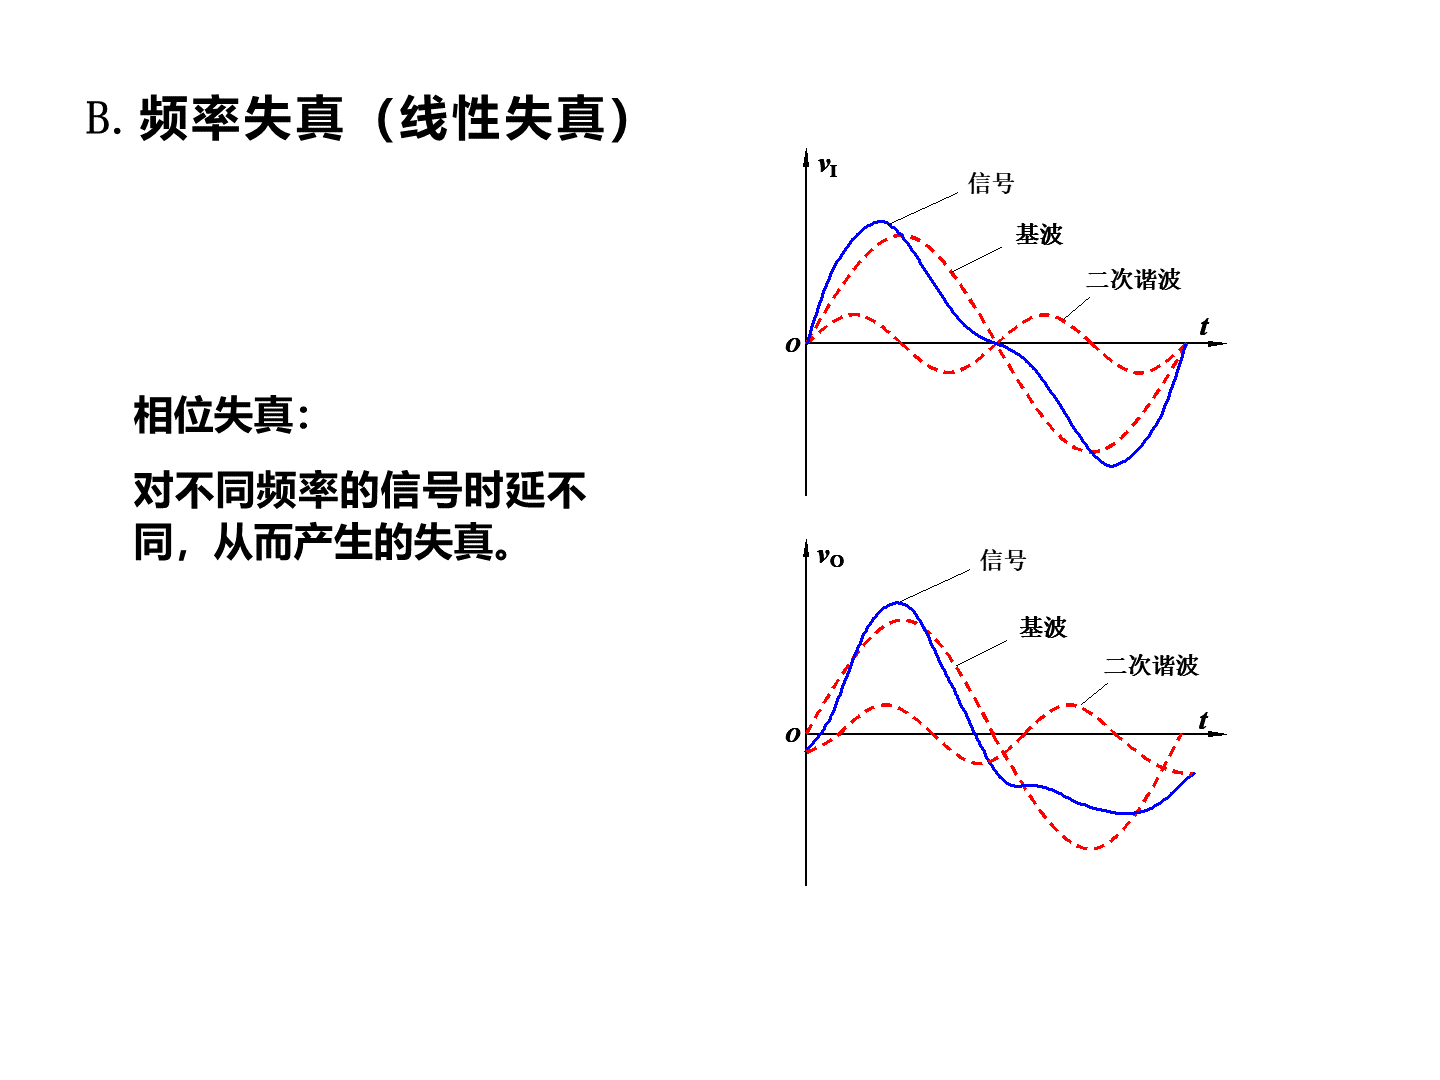 B. 频率失真（线性失真）
相位失真：
对不同频率的信号时延不
同，从而产生的失真。
vI
信号
基波
二次谐波
t
o
vO
信号
基波
二次谐波
t
o